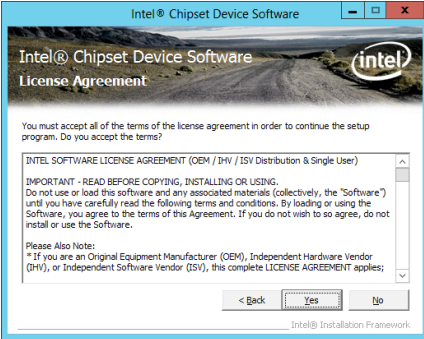 Intel® Chipset Device Software
Intel® Chipset Device Software
intel
License Agreement
You must accept all of the terms of the license agreement in order to continue the setup
program. Do you accept the terms?
INTEL SOFTWARE LICENSE AGREEMENT (OEM / IHV / ISV Distribution & Single User)
IMPORTANT - READ BEFORE COPYING, INSTALLING OR USING.
Do not use or load this software and any associated materials (collectively, the "Software")
until you have carefully read the following terms and conditions. By loading or using the
Software, you agree to the terms of this Agreement. If you do not wish to so agree, do not
install or use the Software.
Please Also Note:
* If you are an Original Equipment Manufacturer (OEM), Independent Hardware Vendor
(IHV), or Independent Software Vendor (ISV), this complete LICENSE AGREEMENT applies;
< Back Yes No
Intel® Installation Framework